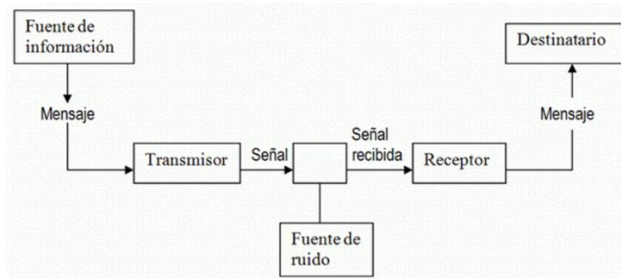 Fuente de
información
Mensaje
Transmisor
Señal
Fuente de
ruido
Señal
recibida
Receptor
Mensaje
Destinatario